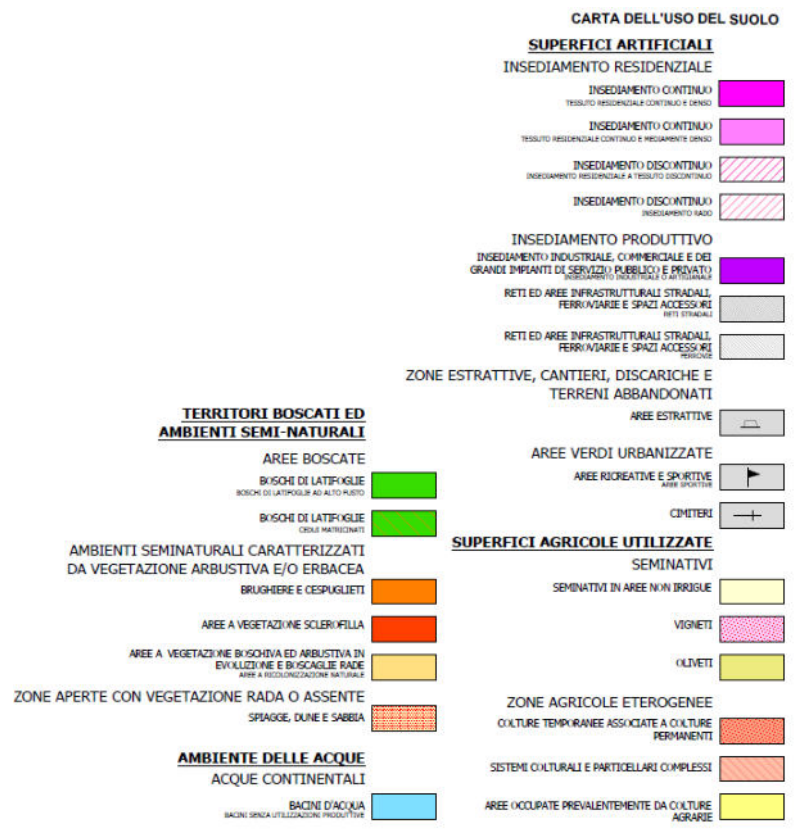 CARTA DELL'USO DEL SUOLO
SUPERFICI ARTIFICIALI
INSEDIAMENTO RESIDENZIALE
INSEDIAMENTO CONTINUO
TESSUTO RESIDENZIALE CONTINUO E DENSO
INSEDIAMENTO CONTINUO
TESSUTO RESIDENZIALE CONTINUO E MEDIAMENTE DENSO
INSEDIAMENTO DISCONTINUO
INSEDIAMENTO RESIDENZIALE A TESSUTO DISCONTINUO
INSEDIAMENTO DISCONTINUO
INSEDIAMENTO RADO
INSEDIAMENTO PRODUTTIVO
INSEDIAMENTO INDUSTRIALE, COMMERCIALE E DEI
GRANDI IMPIANTI DI SERVIZIO PUBBLICO E PRIVATO
INSEDIAMENTO INDUSTRIALE O ARTIGIANALE
RETI ED AREE INFRASTRUTTURALI STRADALI,
FERROVIARIE E SPAZI ACCESSORI
RETI STRADALI
RETI ED AREE INFRASTRUTTURALI STRADALI,
FERROVIARIE E SPAZI ACCESSORI
FERROVIE
ZONE ESTRATTIVE, CANTIERI, DISCARICHE E
TERRENI ABBANDONATI
AREE ESTRATTIVE
AREE VERDI URBANIZZATE
AREE RICREATIVE E SPORTIVE
AREE SPORTIVE
CIMITERI
SUPERFICI AGRICOLE UTILIZZATE
SEMINATIVI
SEMINATIVI IN AREE NON IRRIGUE
VIGNETI
OLIVETI
ZONE AGRICOLE ETEROGENEE
COLTURE TEMPORANEE ASSOCIATE A COLTURE
PERMANENTI
SISTEMI COLTURALI E PARTICELLARI COMPLESSI
AREE OCCUPATE PREVALENTEMENTE DA COLTURE
AGRARIE
TERRITORI BOSCATI ED
AMBIENTI SEMI-NATURALI
AREE BOSCATE
BOSCHI DI LATIFOGLIE
BOSCHI DI LATIFOGLIE AD ALTO FUSTO
BOSCHI DI LATIFOGLIE
CEDUI MATRICINATI
AMBIENTI SEMINATURALI CARATTERIZZATI
DA VEGETAZIONE ARBUSTIVA E/O ERBACEA
BRUGHIERE E CESPUGLIETI
AREE A VEGETAZIONE SCLEROFILLA
AREE A VEGETAZIONE BOSCHIVA ED ARBUSTIVA IN
EVOLUZIONE E BOSCAGLIE RADE
AREE A RICOLONIZZAZIONE NATURALE
ZONE APERTE CON VEGETAZIONE RADA O ASSENTE
SPIAGGE, DUNE E SABBIA
AMBIENTE DELLE ACQUE
ACQUE CONTINENTALI
BACINI D'ACQUA
BACINI SENZA UTILIZZAZIONI PRODUTTIVE